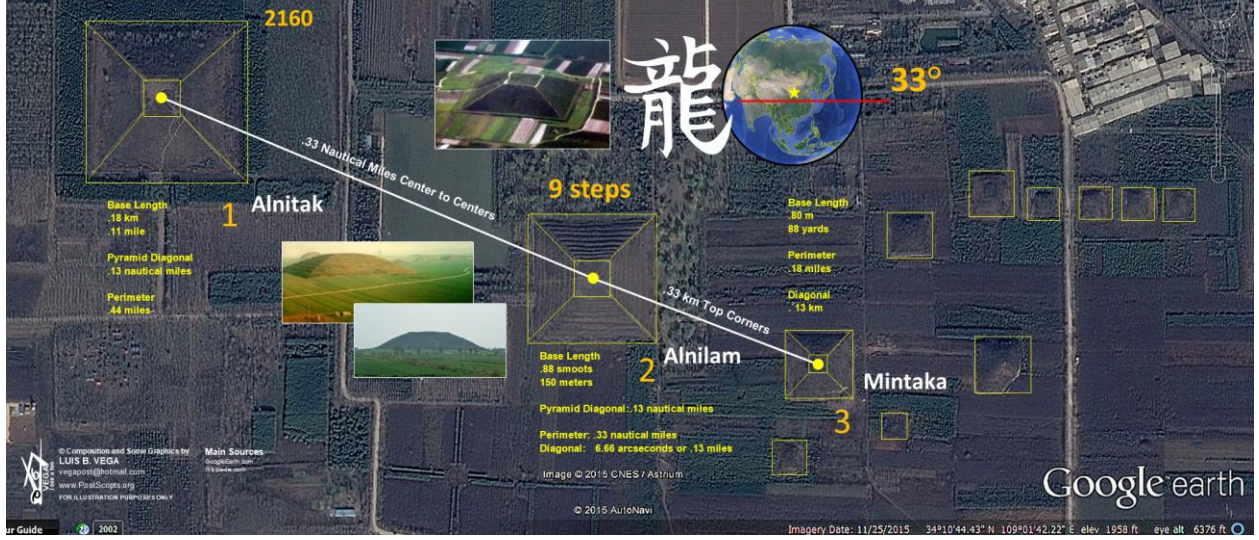 2160
龍
33°
.33 Nautical Miles Center to Centers
9 steps
1
Alnitak
Base Length
.18 km
.11 mile
Pyramid Diagonal
.13 nautical miles
Perimeter
.44 miles
Base Length
.80 m
88 yards
Perimeter
.18 miles
Diagonal
.13 km
.33 km Top Corners
2
Alnilam
Base Length
.88 smoots
150 meters
Pyramid Diagonal: .13 nautical miles
Perimeter: .33 nautical miles
Diagonal: 6.66 arcseconds or .13 miles
Mintaka
3
© Composition and Some Graphics by
LUIS B. VEGA
vegapost@hotmail.com
www.PostScripts.org
FOR ILLUSTRATION PURPOSES ONLY
VEGA
Main Sources
GoogleEarth.com
Image © 2015 CNES / Astrium
© 2015 AutoNavi
Google earth
ur Guide
2002
Imagery Date: 11/25/2015 34°10'44.43" N 109°01'42.22" E elev 1958 ft eye alt 6376 ft